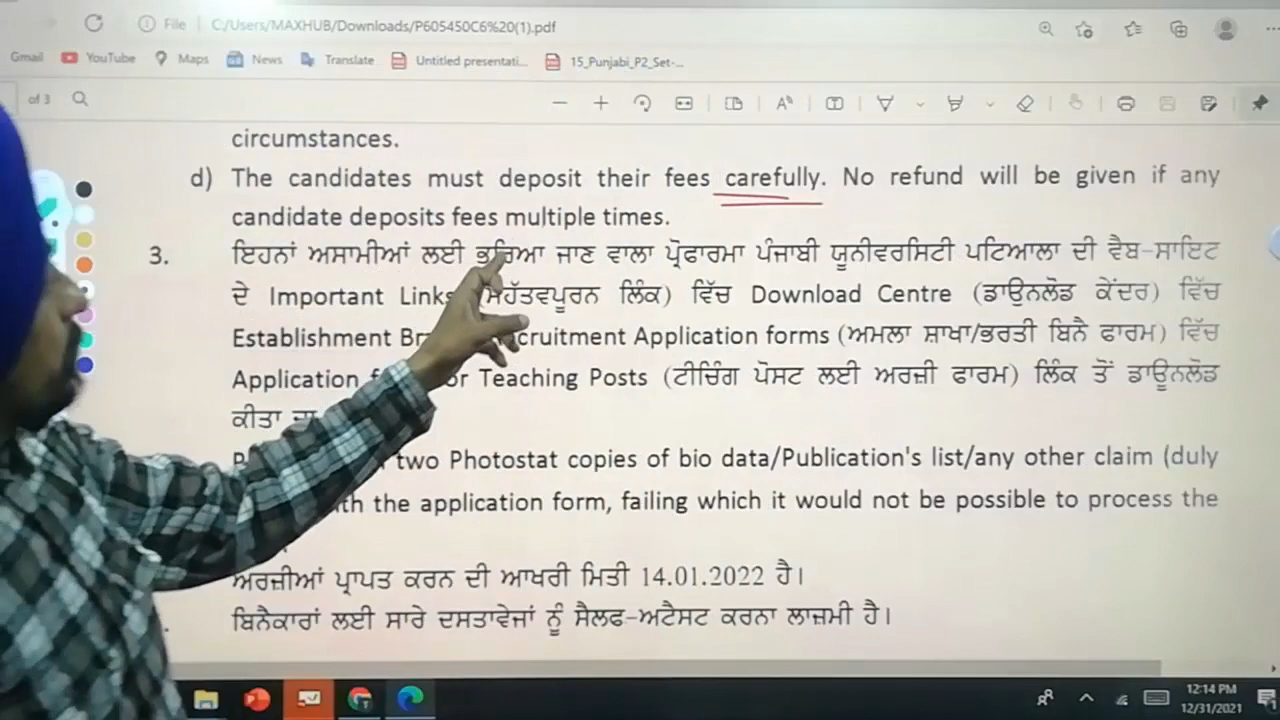 File C:/Users/MAXHUB/Downloads/P605450C6%20(1).pdf
Gmail YouTube Maps News Translate Untitled presentati... 15_Punjabi_P2_Set-...
of 3
circumstances.
d) The candidates must deposit their fees carefully. No refund will be given if any
candidate deposits fees multiple times.
3. ਇਹਨਾਂ ਅਸਾਮੀਆਂ ਲਈ ਭਰਿਆ ਜਾਣ ਵਾਲਾ ਪ੍ਰੋਫਾਰਮਾ ਪੰਜਾਬੀ ਯੂਨੀਵਰਸਿਟੀ ਪਟਿਆਲਾ ਦੀ ਵੈਬ-ਸਾਇਟ
ਦੇ Important Links (ਮਹੱਤਵਪੂਰਨ ਲਿੰਕ) ਵਿੱਚ Download Centre (ਡਾਉਨਲੋਡ ਕੇਂਦਰ) ਵਿੱਚ
Establishment Application forms (ਅਮਲਾ ਸ਼ਾਖਾ/ਭਰਤੀ ਬਿਨੈ ਫਾਰਮ) ਵਿੱਚ
Application Teaching Posts (ਟੀਚਿੰਗ ਪੋਸਟ ਲਈ ਅਰਜ਼ੀ ਫਾਰਮ) ਲਿੰਕ ਤੋਂ ਡਾਊਨਲੋਡ
ਕੀਤਾ
two Photostat copies of bio data/Publication's list/any other claim (duly
the application form, failing which it would not be possible to process the
ਅਰਜ਼ੀਆਂ ਪ੍ਰਾਪਤ ਕਰਨ ਦੀ ਆਖਰੀ ਮਿਤੀ 14.01.2022 ਹੈ।
ਬਿਨੈਕਾਰਾਂ ਲਈ ਸਾਰੇ ਦਸਤਾਵੇਜਾਂ ਨੂੰ ਸੈਲਫ-ਅਟੈਸਟ ਕਰਨਾ ਲਾਜ਼ਮੀ ਹੈ।
12:14 PM
12/31/2021